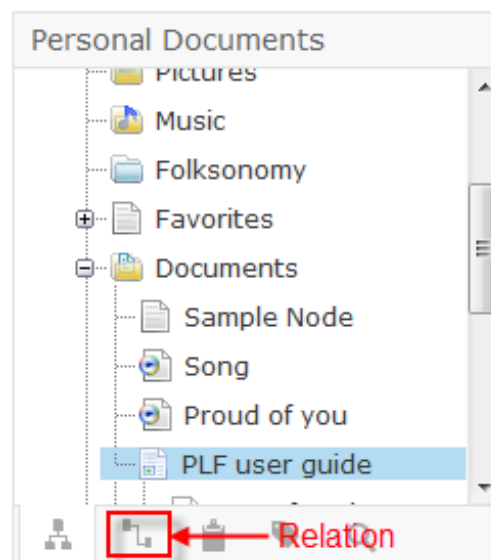 Personal Documents
Pictures
Music
Folksonomy
Favorites
Documents
Sample Node
Song
Proud of you
PLF user guide
Relation